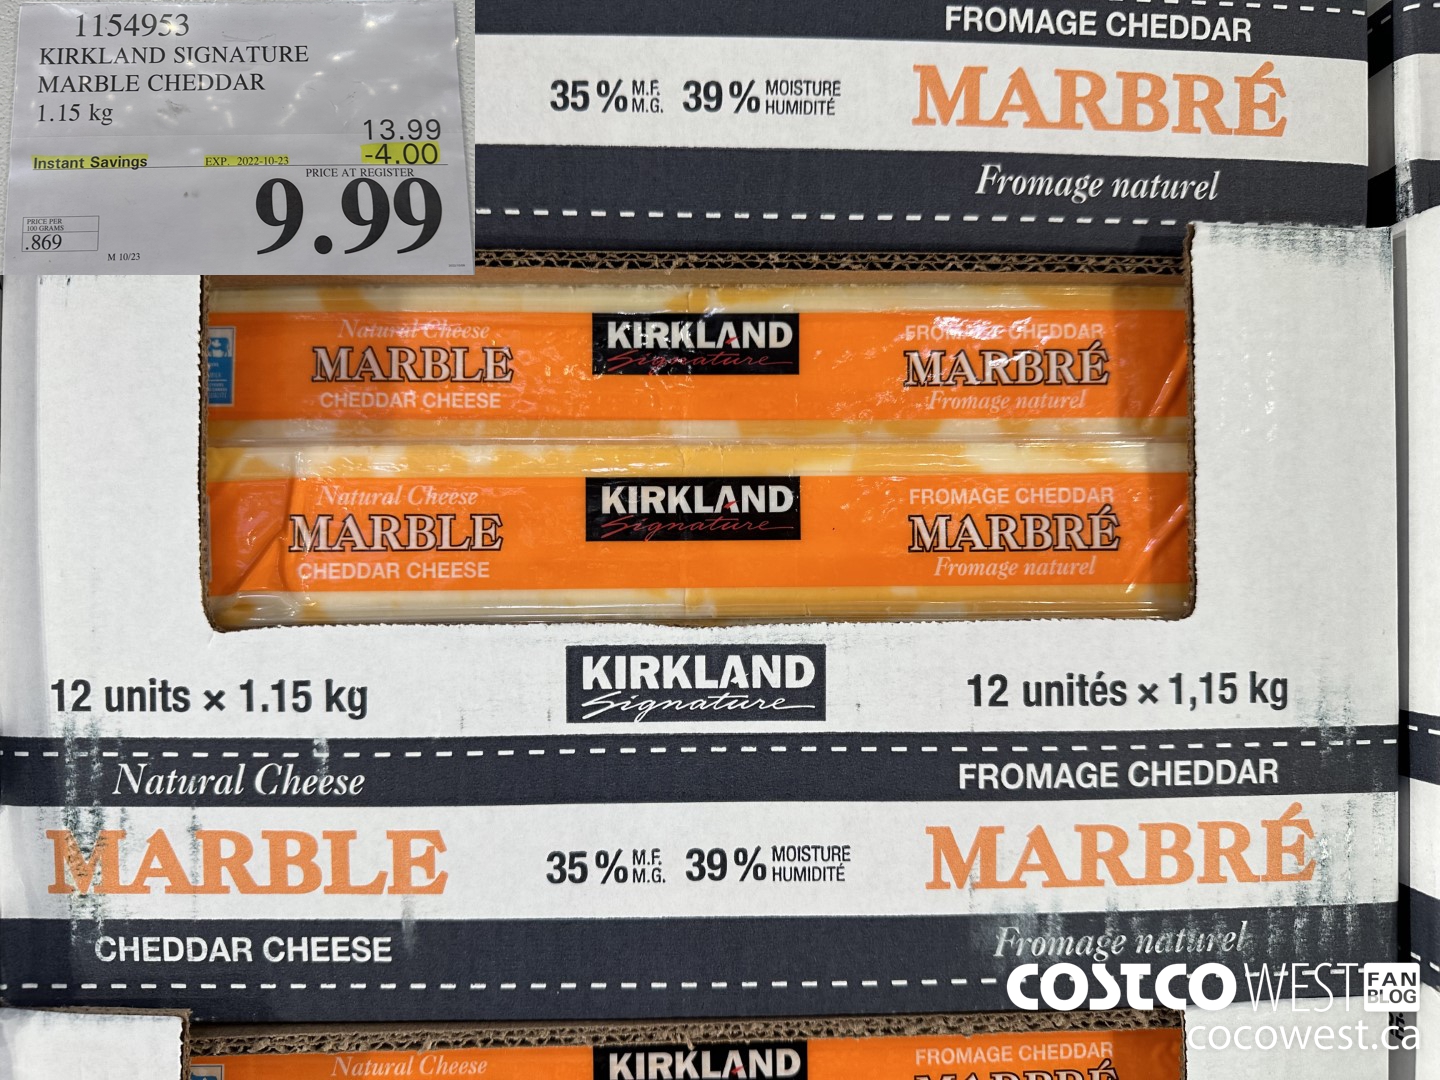 1154953
KIRKLAND SIGNATURE
MARBLE CHEDDAR
1.15 kg
13.99
Instant Savings EXP. 2022-10-23 -4.00
PRICE AT REGISTER
9.99
PRICE PER
100 GRAMS
.869
M 10/23
FROMAGE CHEDDAR
35% M.F. M.G. 39% MOISTURE HUMIDITÉ MARBRÉ
Fromage naturel
Natural Cheese KIRKLAND FROMAGE CHEDDAR
MARBLE Signature MARBRÉ
CHEDDAR CHEESE Fromage naturel
Natural Cheese KIRKLAND FROMAGE CHEDDAR
MARBLE Signature MARBRÉ
CHEDDAR CHEESE Fromage naturel
12 units × 1.15 kg KIRKLAND Signature 12 unités × 1,15 kg
Natural Cheese FROMAGE CHEDDAR
MARBLE 35% M.F. M.G. 39% MOISTURE HUMIDITÉ MARBRÉ
CHEDDAR CHEESE Fromage naturel
COSTCO WEST FAN BLOG
cocowest.ca
Natural Cheese KIRKLAND FROMAGE CHEDDAR
MARBRÉ